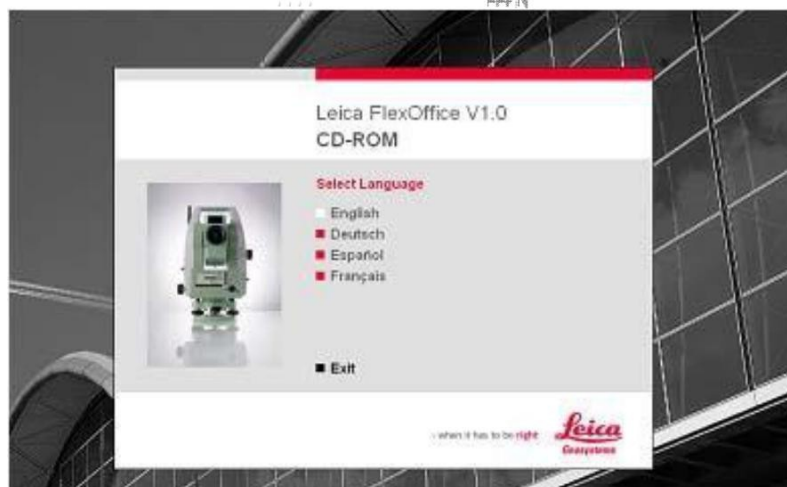 Leica FlexOffice V1.0
CD-ROM
Select Language
English
Deutsch
Español
Français
Exit
- when it has to be right
Leica
Geosystems